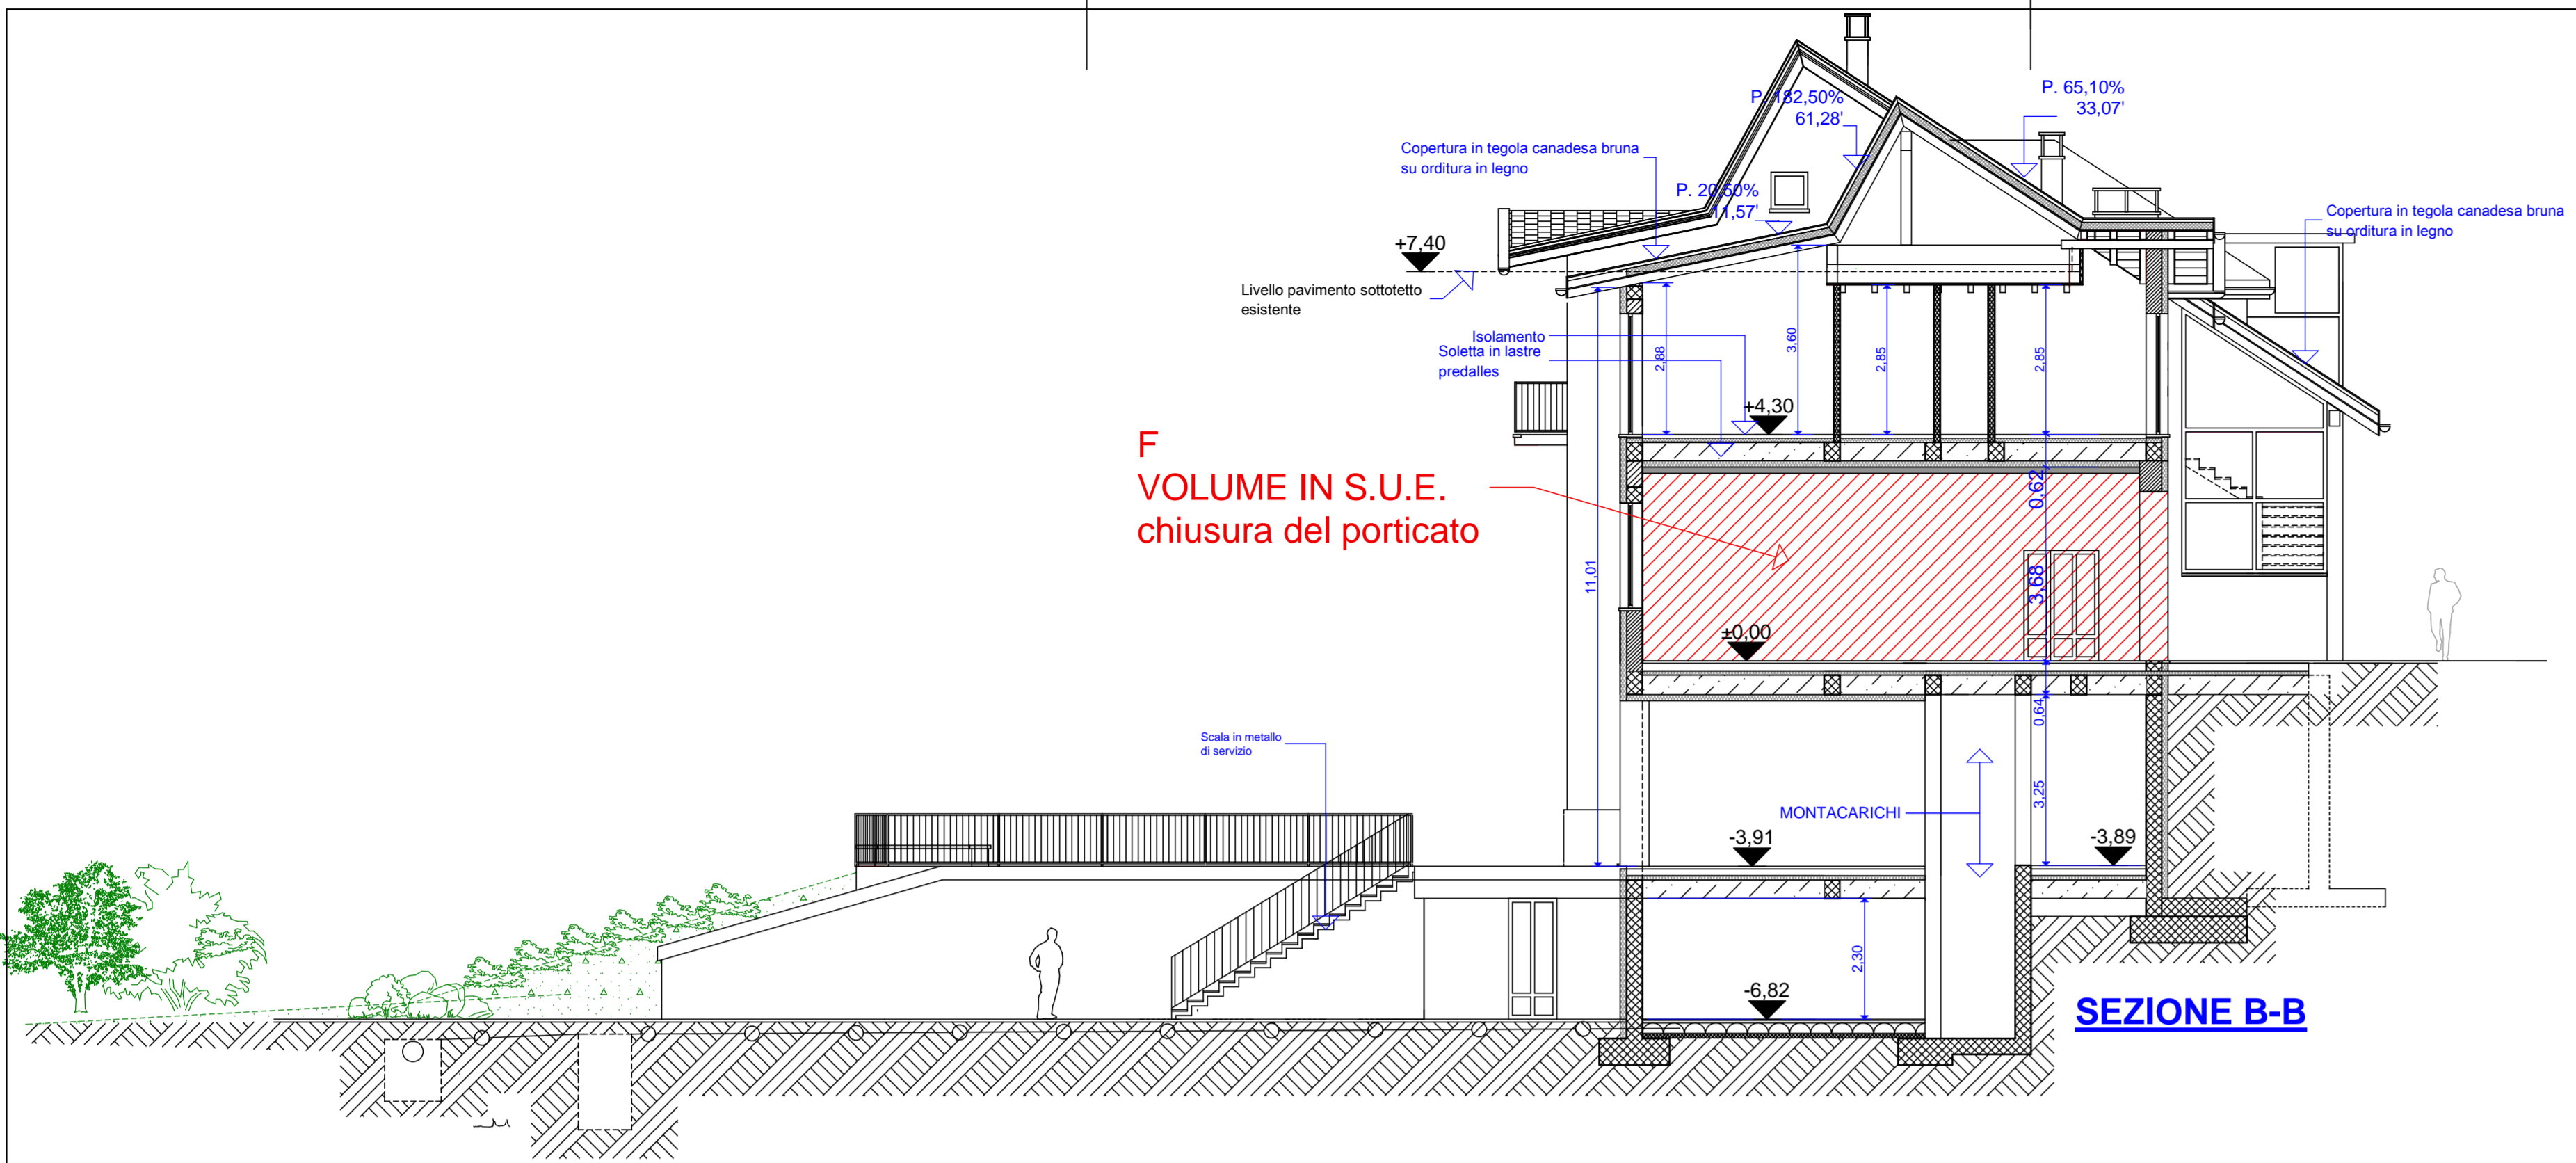 P. 182,50%
61,28'
P. 65,10%
33,07'
Copertura in tegola canadesa bruna
su orditura in legno
P. 20,50%
11,57'
Copertura in tegola canadesa bruna
su orditura in legno
+7,40
Livello pavimento sottotetto
esistente
Isolamento
Soletta in lastre
predalles
2,88
3,60
2,85
2,85
+4,30
F
VOLUME IN S.U.E.
chiusura del porticato
0,62
11,01
3,68
±0,00
0,64
Scala in metallo
di servizio
3,25
MONTACARICHI
-3,91
-3,89
2,30
-6,82
SEZIONE B-B